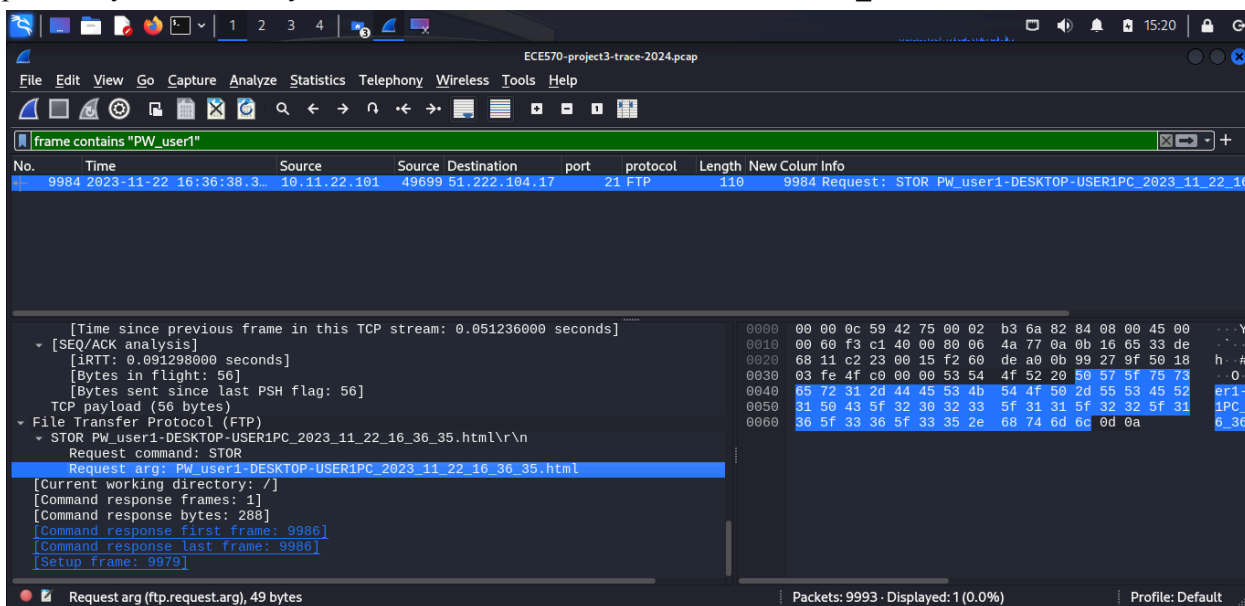 1 2 3 4 15:20
ECE570-project3-trace-2024.pcap
File Edit View Go Capture Analyze Statistics Telephony Wireless Tools Help
frame contains "PW_user1"
No. Time Source Source Destination port protocol Length New Colum Info
9984 2023-11-22 16:36:38.3… 10.11.22.101 49699 51.222.104.17 21 FTP 110 9984 Request: STOR PW_user1-DESKTOP-USER1PC_2023_11_22_16
[Time since previous frame in this TCP stream: 0.051236000 seconds]
[SEQ/ACK analysis]
[iRTT: 0.091298000 seconds]
[Bytes in flight: 56]
[Bytes sent since last PSH flag: 56]
TCP payload (56 bytes)
File Transfer Protocol (FTP)
STOR PW_user1-DESKTOP-USER1PC_2023_11_22_16_36_35.html\r\n
Request command: STOR
Request arg: PW_user1-DESKTOP-USER1PC_2023_11_22_16_36_35.html
[Current working directory: /]
[Command response frames: 1]
[Command response bytes: 288]
[Command response first frame: 9986]
[Command response last frame: 9986]
[Setup frame: 9979]
0000 00 00 0c 59 42 75 00 02 b3 6a 82 84 08 00 45 00 ···Y
0010 00 60 f3 c1 40 00 80 06 4a 77 0a 0b 16 65 33 de ·`··
0020 68 11 c2 23 00 15 f2 60 de a0 0b 99 27 9f 50 18 h··#
0030 03 fe 4f c0 00 00 53 54 4f 52 20 50 57 5f 75 73 ··O·
0040 65 72 31 2d 44 45 53 4b 54 4f 50 2d 55 53 45 52 er1-
0050 31 50 43 5f 32 30 32 33 5f 31 31 5f 32 32 5f 31 1PC_
0060 36 5f 33 36 5f 33 35 2e 68 74 6d 6c 0d 0a 6_36
Request arg (ftp.request.arg), 49 bytes Packets: 9993 · Displayed: 1 (0.0%) Profile: Default